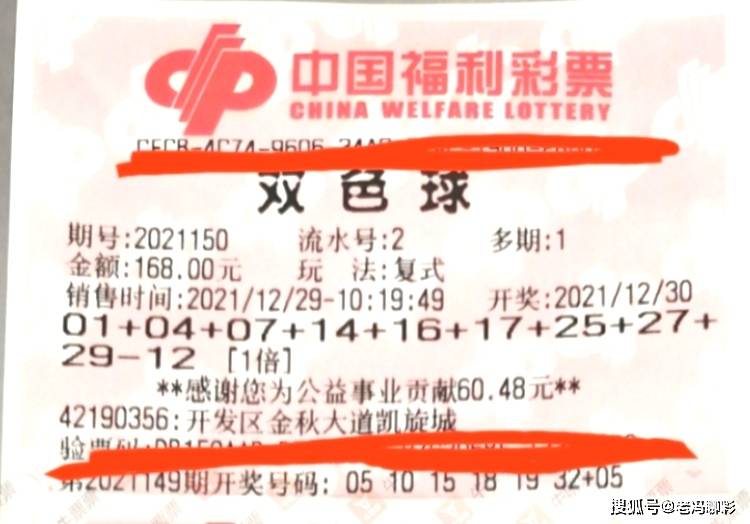 中国福利彩票
CHINA WELFARE LOTTERY
双色球
期号:2021150 流水号:2 多期:1
金额:168.00元 玩 法:复式
销售时间:2021/12/29-10:19:49 开奖:2021/12/30
01+04+07+14+16+17+25+27+
29-12 [1倍]
**感谢您为公益事业贡献60.48元**
42190356:开发区金秋大道凯旋城
第2021149期开奖号码: 05 10 15 18 19 32+05
搜狐号@老冯聊彩